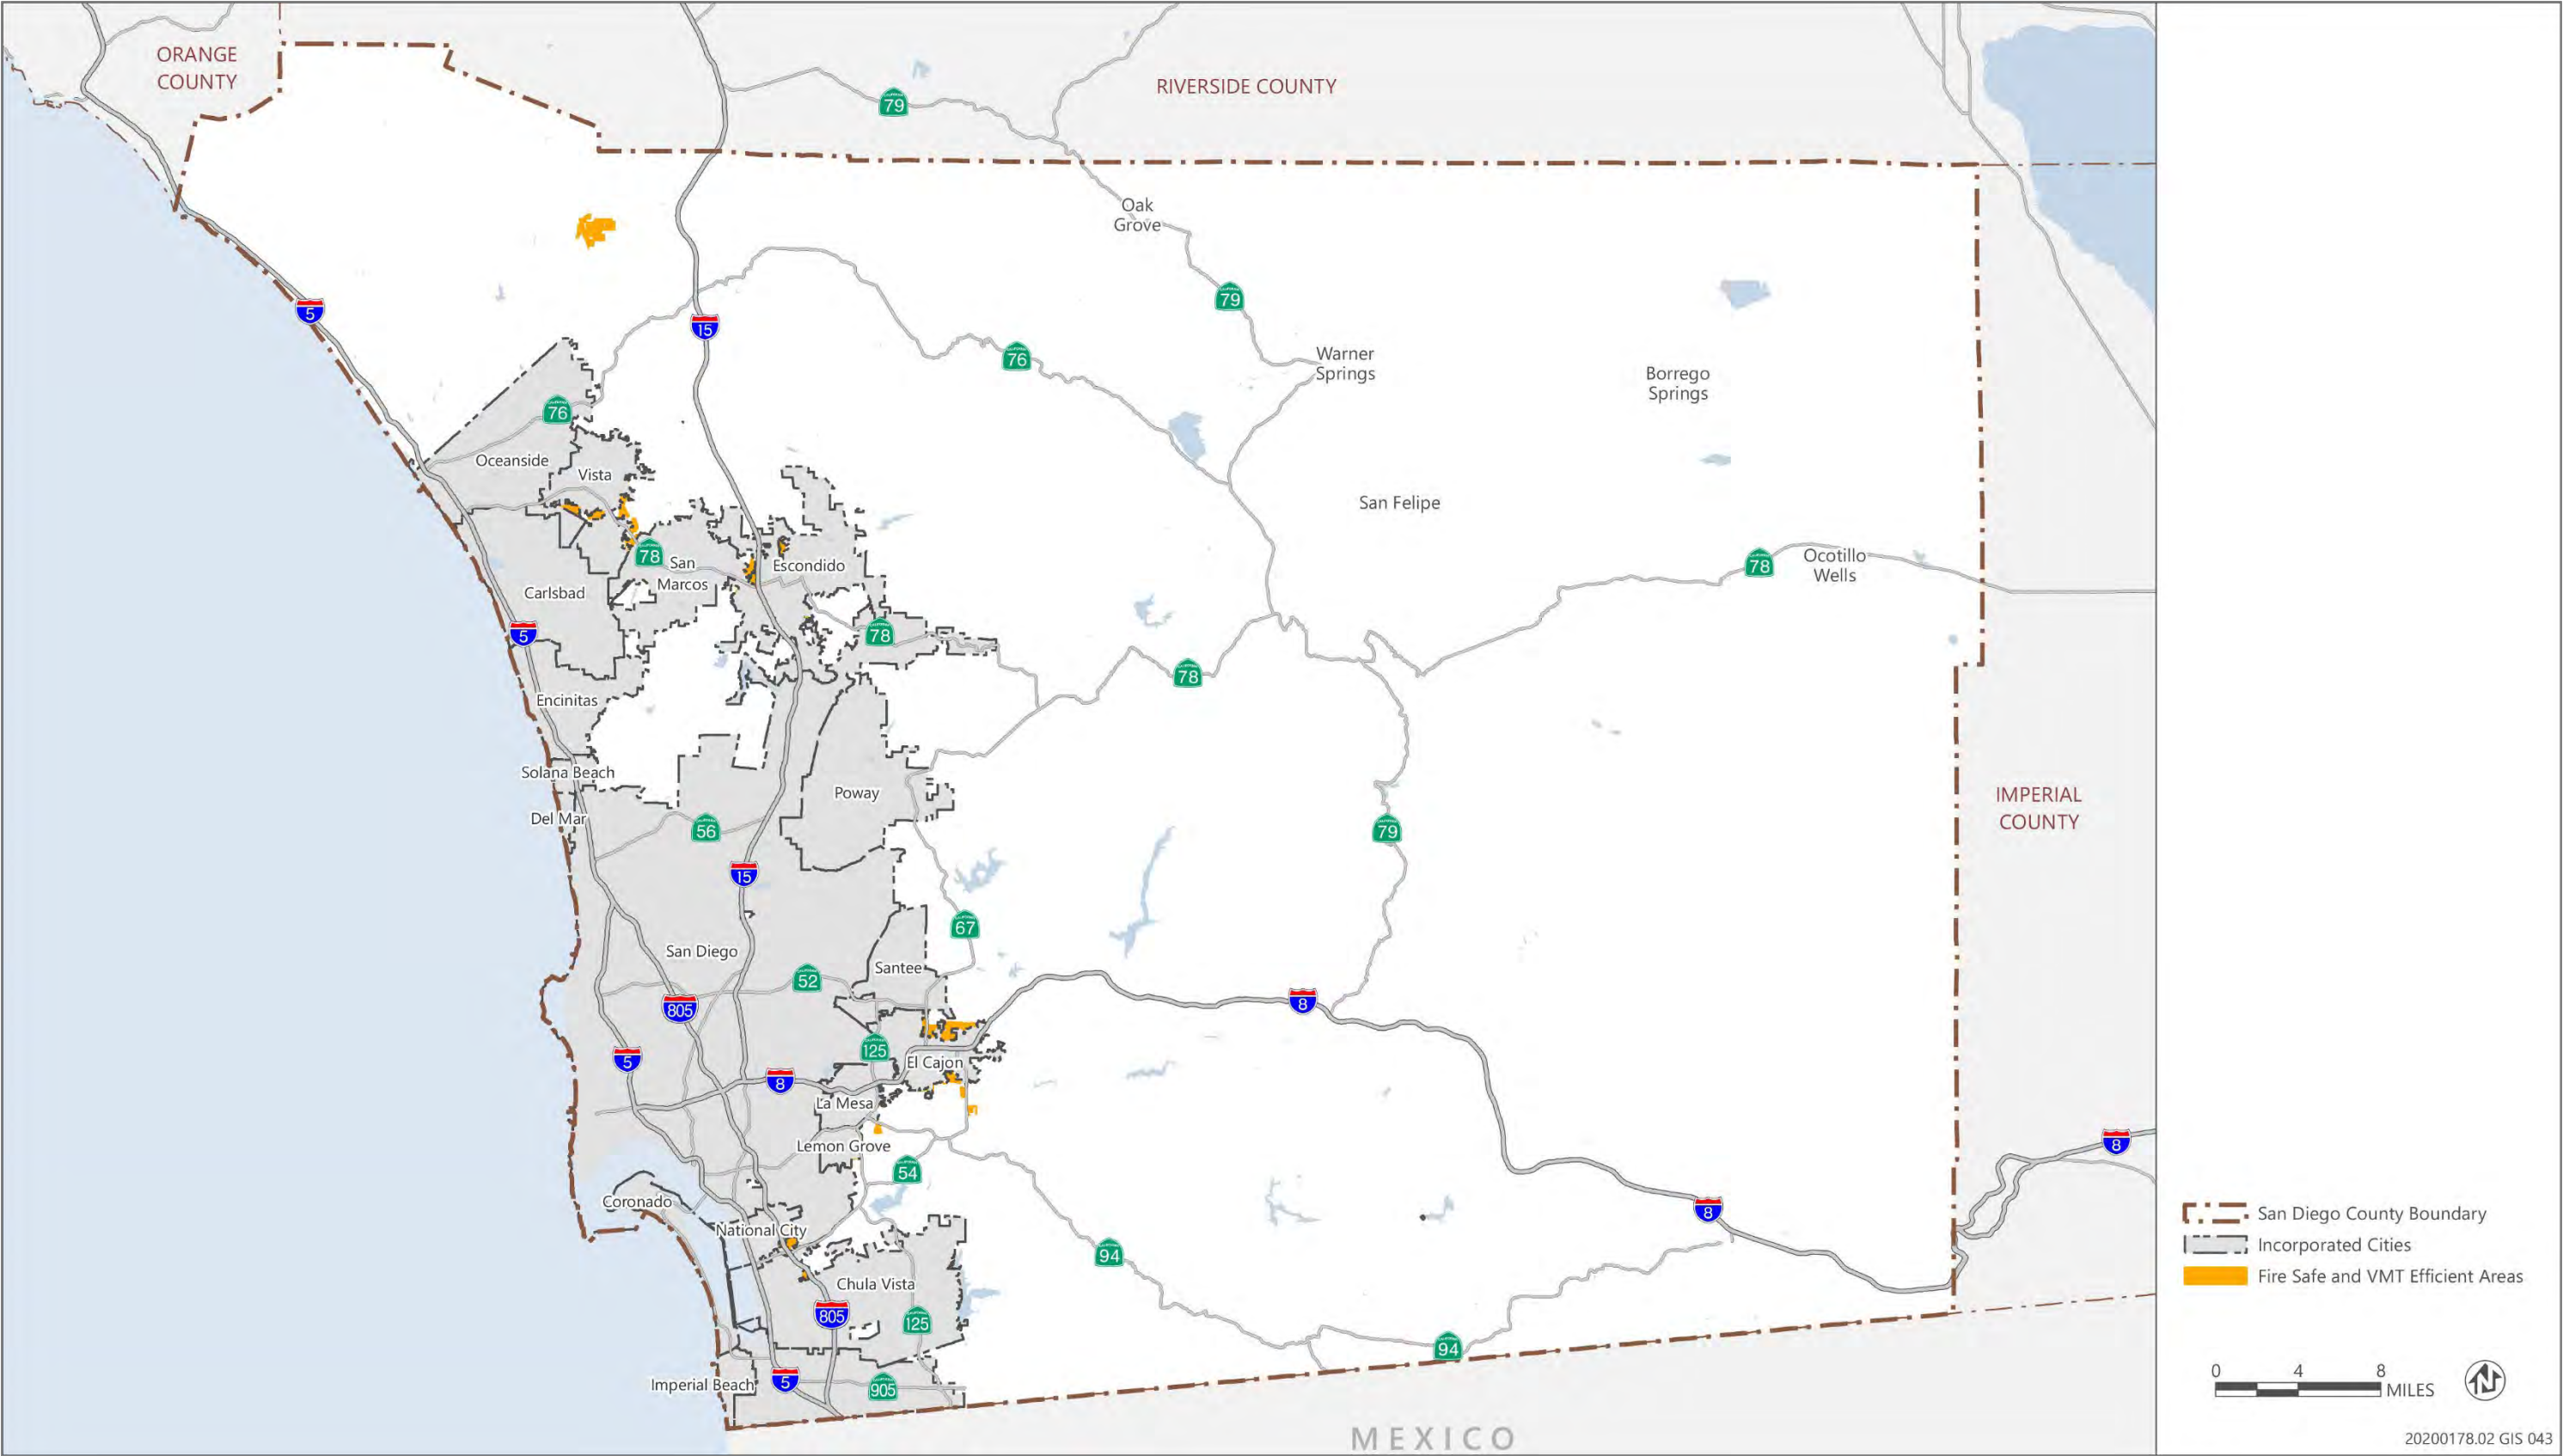 ORANGE
COUNTY
RIVERSIDE COUNTY
79
Oak
Grove
79
5
15
76
Warner
Springs
Borrego
Springs
76
Oceanside
Vista
San Felipe
78
San
Marcos
Escondido
78
Ocotillo
Wells
Carlsbad
5
78
78
Encinitas
Solana Beach
Del Mar
Poway
56
79
IMPERIAL
COUNTY
15
67
San Diego
Santee
52
805
8
5
125
El Cajon
8
La Mesa
Lemon Grove
54
8
Coronado
National City
8
94
Chula Vista
805
125
94
Imperial Beach
5
905
MEXICO
San Diego County Boundary
Incorporated Cities
Fire Safe and VMT Efficient Areas
0 4 8
MILES
N
20200178.02 GIS 043